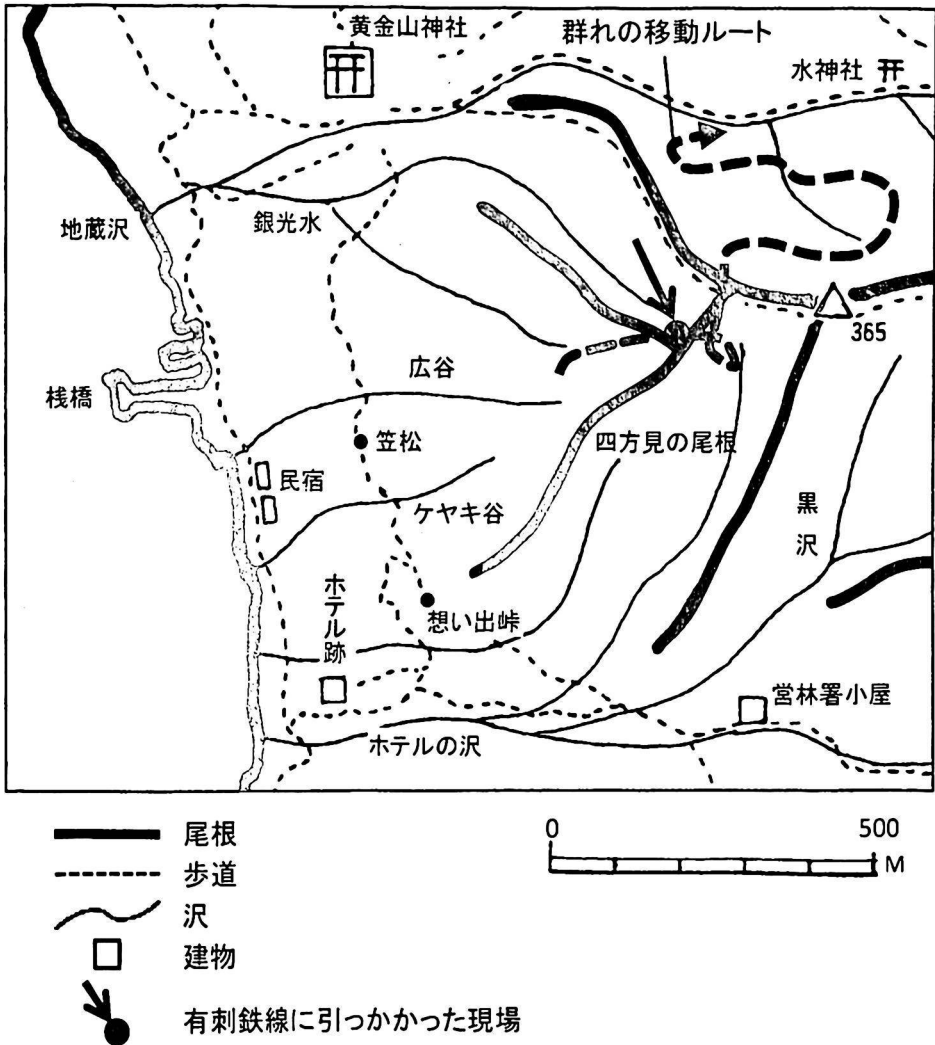 黄金山神社
群れの移動ルート
水神社
地蔵沢
銀光水
365
広谷
桟橋
笠松
四方見の尾根
民宿
ケヤキ谷
黒沢
ホテル跡
想い出峠
営林署小屋
ホテルの沢
尾根
0 500
歩道
M
沢
建物
有刺鉄線に引っかかった現場